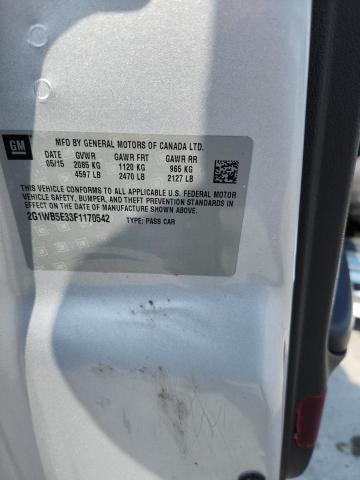 GM
MFD BY GENERAL MOTORS OF CANADA LTD.
DATE GVWR GAWR FRT GAWR RR
05/15 2085 KG 1120 KG 965 KG
4597 LB 2470 LB 2127 LB
THIS VEHICLE CONFORMS TO ALL APPLICABLE U.S. FEDERAL MOTOR
VEHICLE SAFETY, BUMPER, AND THEFT PREVENTION STANDARDS
IN EFFECT ON THE DATE OF MANUFACTURE SHOWN ABOVE.
2G1WB5E33F1170542 TYPE: PASS CAR